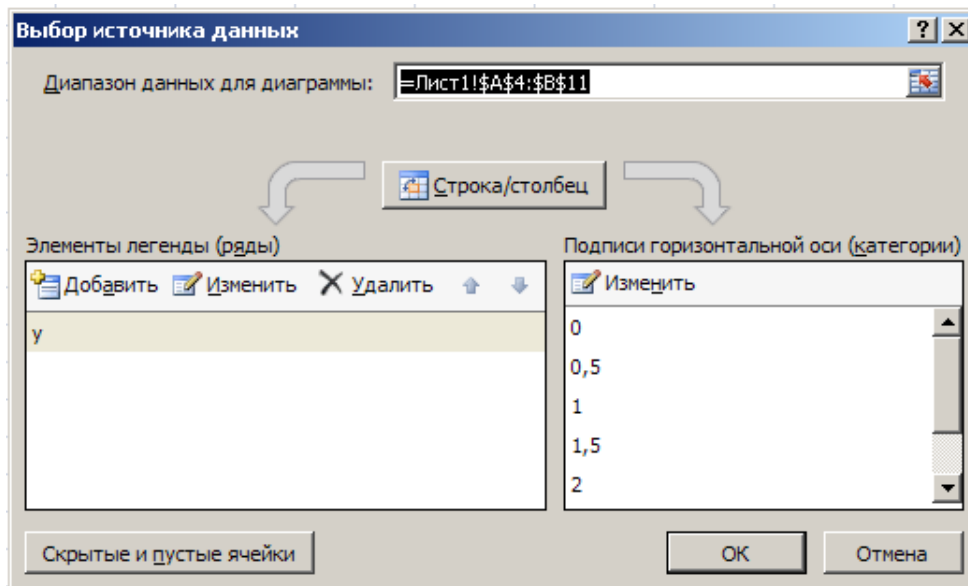 Выбор источника данных
Диапазон данных для диаграммы: =Лист1!$A$4:$B$11
Строка/столбец
Элементы легенды (ряды)
Добавить Изменить Удалить
y
Подписи горизонтальной оси (категории)
Изменить
0
0,5
1
1,5
2
Скрытые и пустые ячейки
ОК Отмена